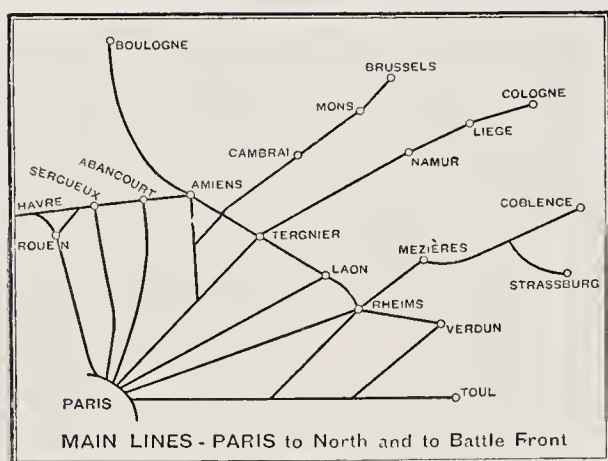 BOULOGNE
BRUSSELS
MONS
COLOGNE
LIEGE
CAMBRAI
NAMUR
ABANCOURT
SERGUEUX
AMIENS
HAVRE
COBLENCE
ROUEN
TERGNIER
MEZIÈRES
LAON
STRASSBURG
RHEIMS
VERDUN
PARIS
TOUL
MAIN LINES - PARIS to North and to Battle Front